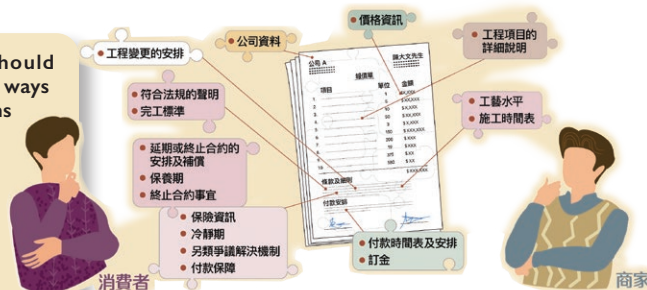 hould
ways
ns
• 工程變更的安排
• 公司資料
• 價格資訊
• 工程項目的
詳細說明
• 符合法規的聲明
• 完工標準
• 工藝水平
• 施工時間表
• 延期或終止合約的
安排及補償
• 保養期
• 終止合約事宜
• 保險資訊
• 冷靜期
• 另類爭議解決機制
• 付款保障
• 付款時間表及安排
• 訂金
公司 A
陳大文先生
報價單
項目 單位 金額
條款及細則
付款安排
消費者
商家